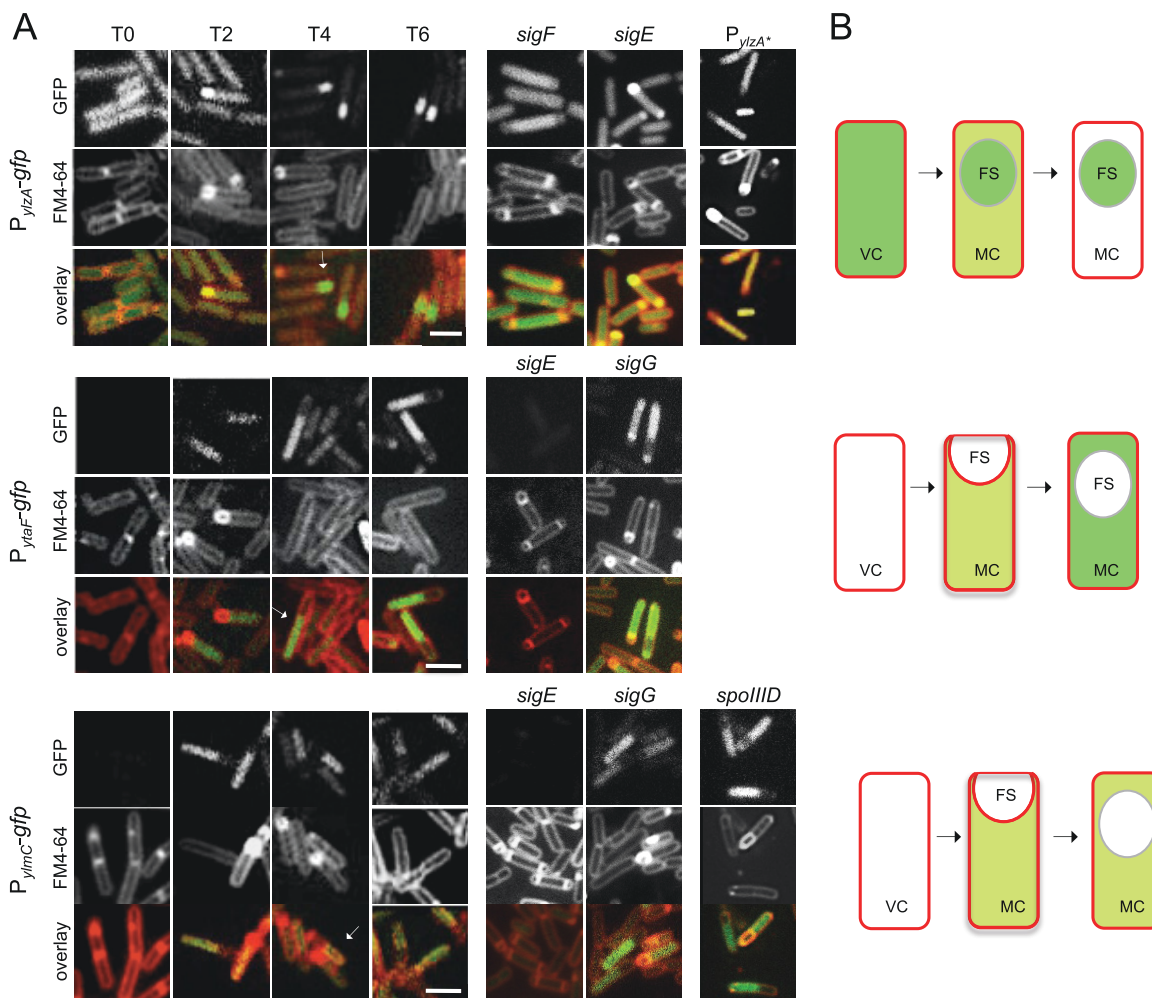 A B
T0 T2 T4 T6 sigF sigE PylzA*
PylzA-gfp
GFP
FM4-64
overlay
FS FS
VC MC MC
sigE sigG
PytaF-gfp
GFP
FM4-64
overlay
FS FS
VC MC MC
sigE sigG spoIIID
PylmC-gfp
GFP
FM4-64
overlay
FS
VC MC MC